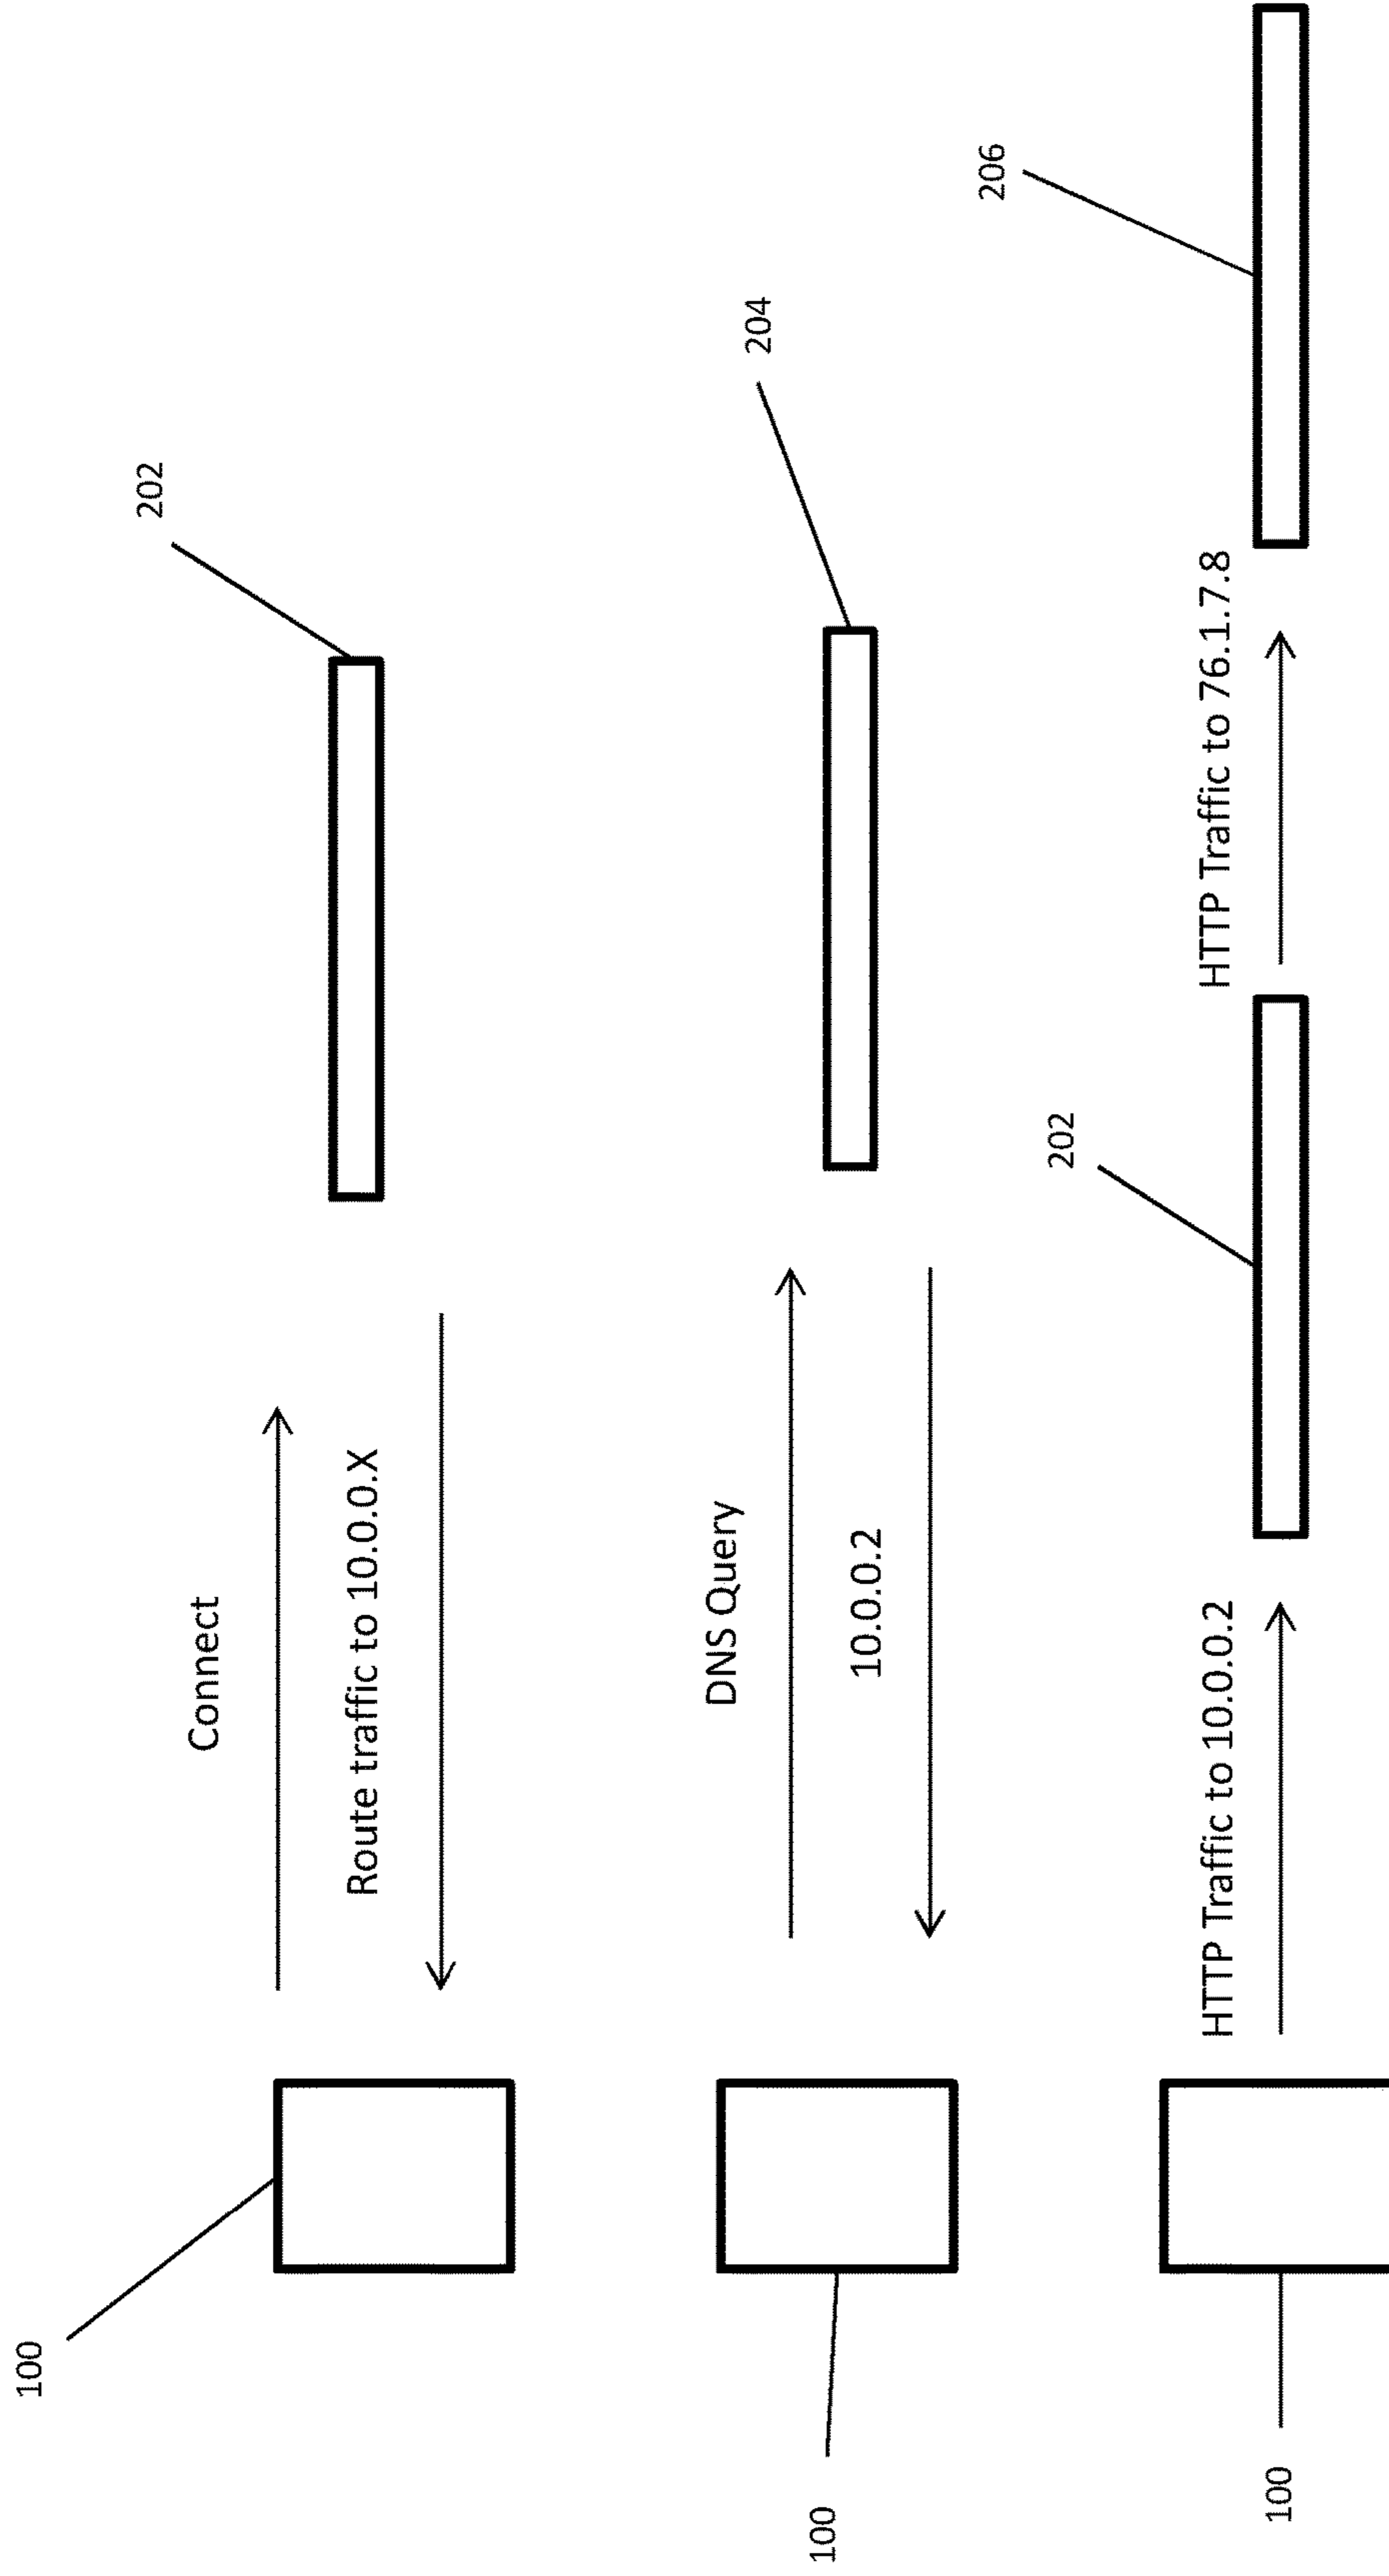 100
Connect
202
Route traffic to 10.0.0.X
100
DNS Query
204
10.0.0.2
100
HTTP Traffic to 10.0.0.2
202
HTTP Traffic to 76.1.7.8
206